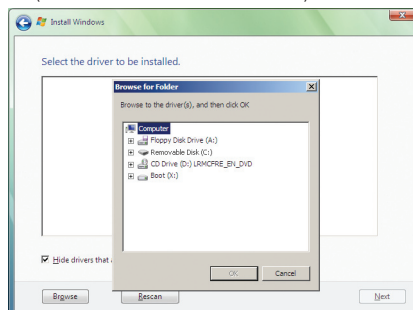 Install Windows
Select the driver to be installed.
Browse for Folder
Browse to the driver(s), and then click OK
Computer
Floppy Disk Drive (A:)
Removable Disk (C:)
CD Drive (D:) LRMCFRE_EN_DVD
Boot (X:)
Hide drivers that
OK
Cancel
Browse
Rescan
Next